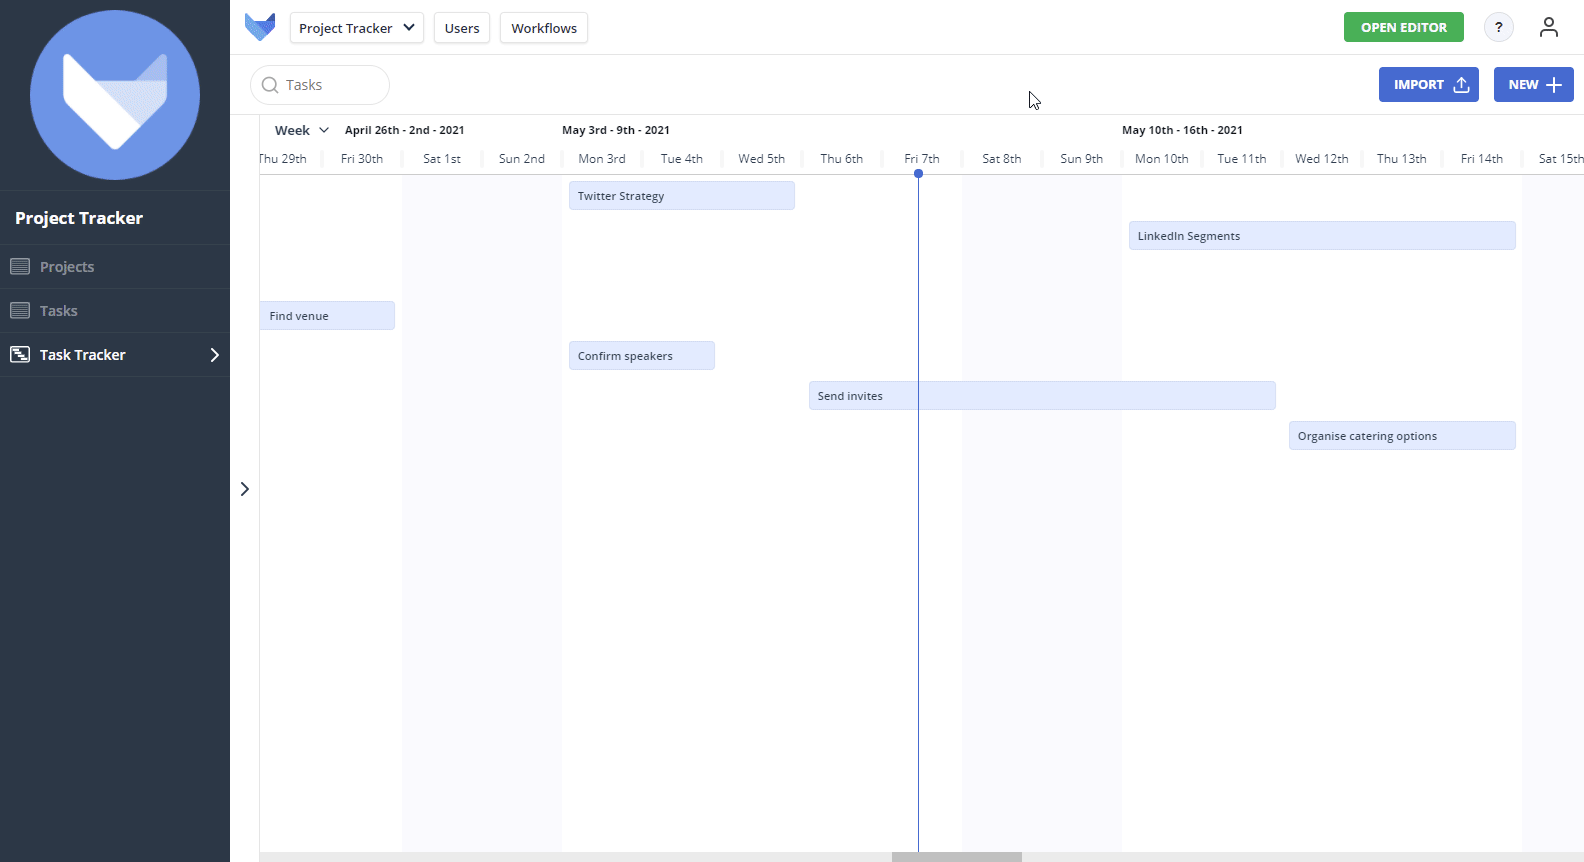 Project Tracker
Users
Workflows
OPEN EDITOR
?
Tasks
IMPORT
NEW
Project Tracker
Projects
Tasks
Task Tracker
Week
April 26th - 2nd - 2021
May 3rd - 9th - 2021
May 10th - 16th - 2021
Thu 29th
Fri 30th
Sat 1st
Sun 2nd
Mon 3rd
Tue 4th
Wed 5th
Thu 6th
Fri 7th
Sat 8th
Sun 9th
Mon 10th
Tue 11th
Wed 12th
Thu 13th
Fri 14th
Sat 15th
Twitter Strategy
LinkedIn Segments
Find venue
Confirm speakers
Send invites
Organise catering options